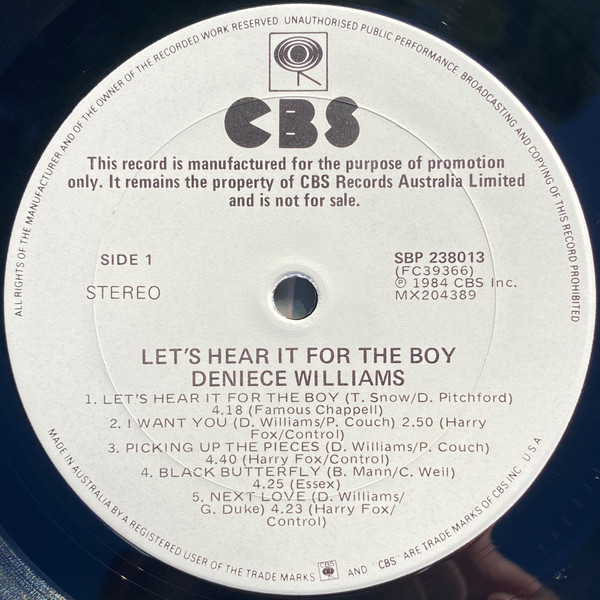 ALL RIGHTS OF THE MANUFACTURER AND OF THE OWNER OF THE RECORDED WORK RESERVED. UNAUTHORISED PUBLIC PERFORMANCE, BROADCASTING AND COPYING OF THIS RECORD PROHIBITED
CBS
This record is manufactured for the purpose of promotion
only. It remains the property of CBS Records Australia Limited
and is not for sale.
SIDE 1
STEREO
SBP 238013
(FC39366)
℗ 1984 CBS Inc.
MX204389
LET'S HEAR IT FOR THE BOY
DENIECE WILLIAMS
1. LET'S HEAR IT FOR THE BOY (T. Snow/D. Pitchford)
4.18 (Famous Chappell)
2. I WANT YOU (D. Williams/P. Couch) 2.50 (Harry
Fox/Control)
3. PICKING UP THE PIECES (D. Williams/P. Couch)
4.40 (Harry Fox/Control)
4. BLACK BUTTERFLY (B. Mann/C. Weil)
4.25 (Essex)
5. NEXT LOVE (D. Williams/
G. Duke) 4.23 (Harry Fox/
Control)
MADE IN AUSTRALIA BY A REGISTERED USER OF THE TRADE MARKS CBS AND "CBS" ARE TRADE MARKS OF CBS INC U.S.A